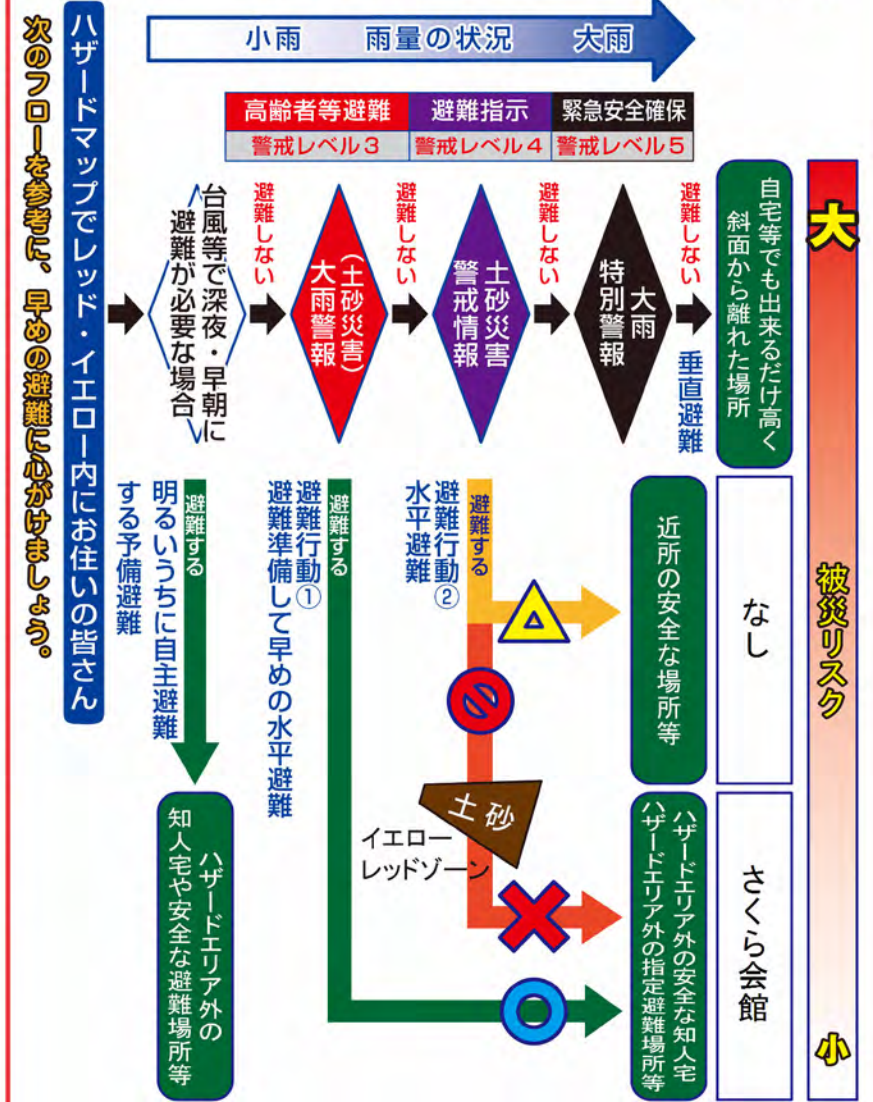 次のフローを参考に、早めの避難に心がけましょう。
ハザードマップでレッド・イエロー内にお住いの皆さん
小雨 雨量の状況 大雨
高齢者等避難 避難指示 緊急安全確保
警戒レベル3 警戒レベル4 警戒レベル5
台風等で深夜・早朝に
避難が必要な場合
避難しない
(土砂災害)
大雨警報
避難しない
土砂災害
警戒情報
避難しない
大雨
特別警報
避難しない
垂直避難
自宅等でも出来るだけ高く
斜面から離れた場所
大
被災リスク
小
避難する
明るいうちに自主避難
する予備避難
ハザードエリア外の
知人宅や安全な避難場所等
避難する
避難行動①
避難準備して早めの水平避難
避難する
避難行動②
水平避難
土砂
イエロー
レッドゾーン
近所の安全な場所等
なし
ハザードエリア外の安全な知人宅
ハザードエリア外の指定避難場所等
さくら会館